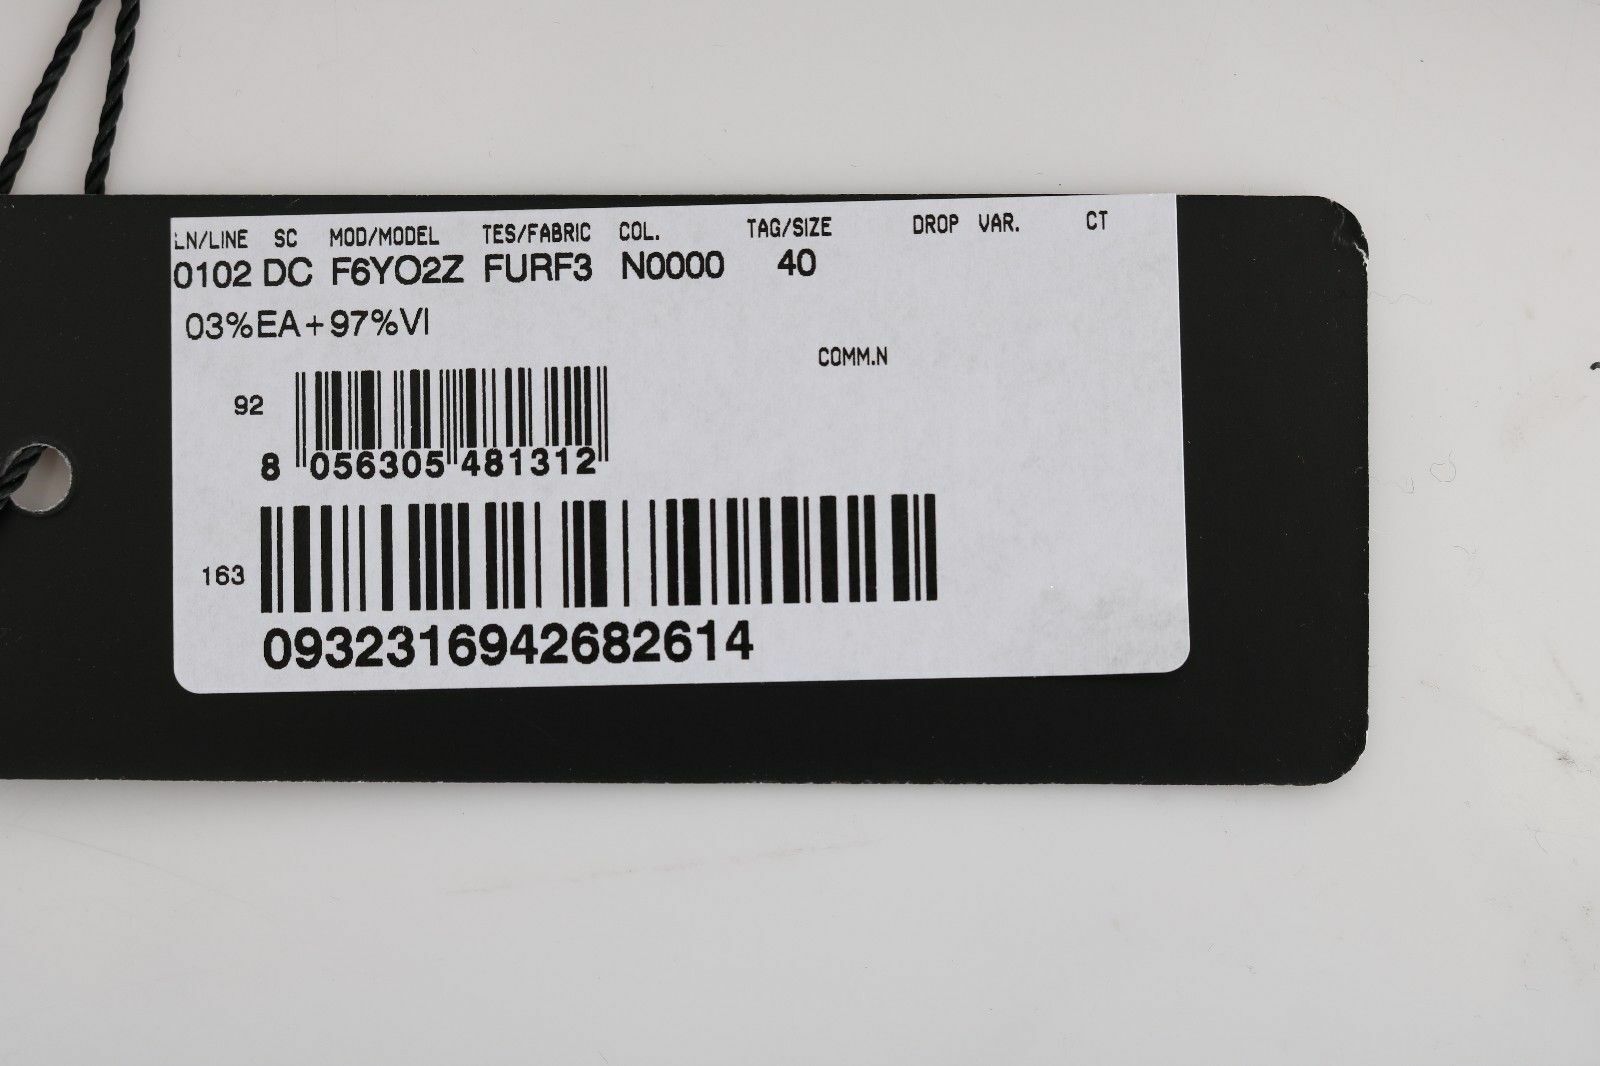 LN/LINE SC MOD/MODEL TES/FABRIC COL. TAG/SIZE DROP VAR. CT
0102 DC F6YO2Z FURF3 N0000 40
03%EA+97%VI
COMM.N
92
8 056305 481312
163
0932316942682614